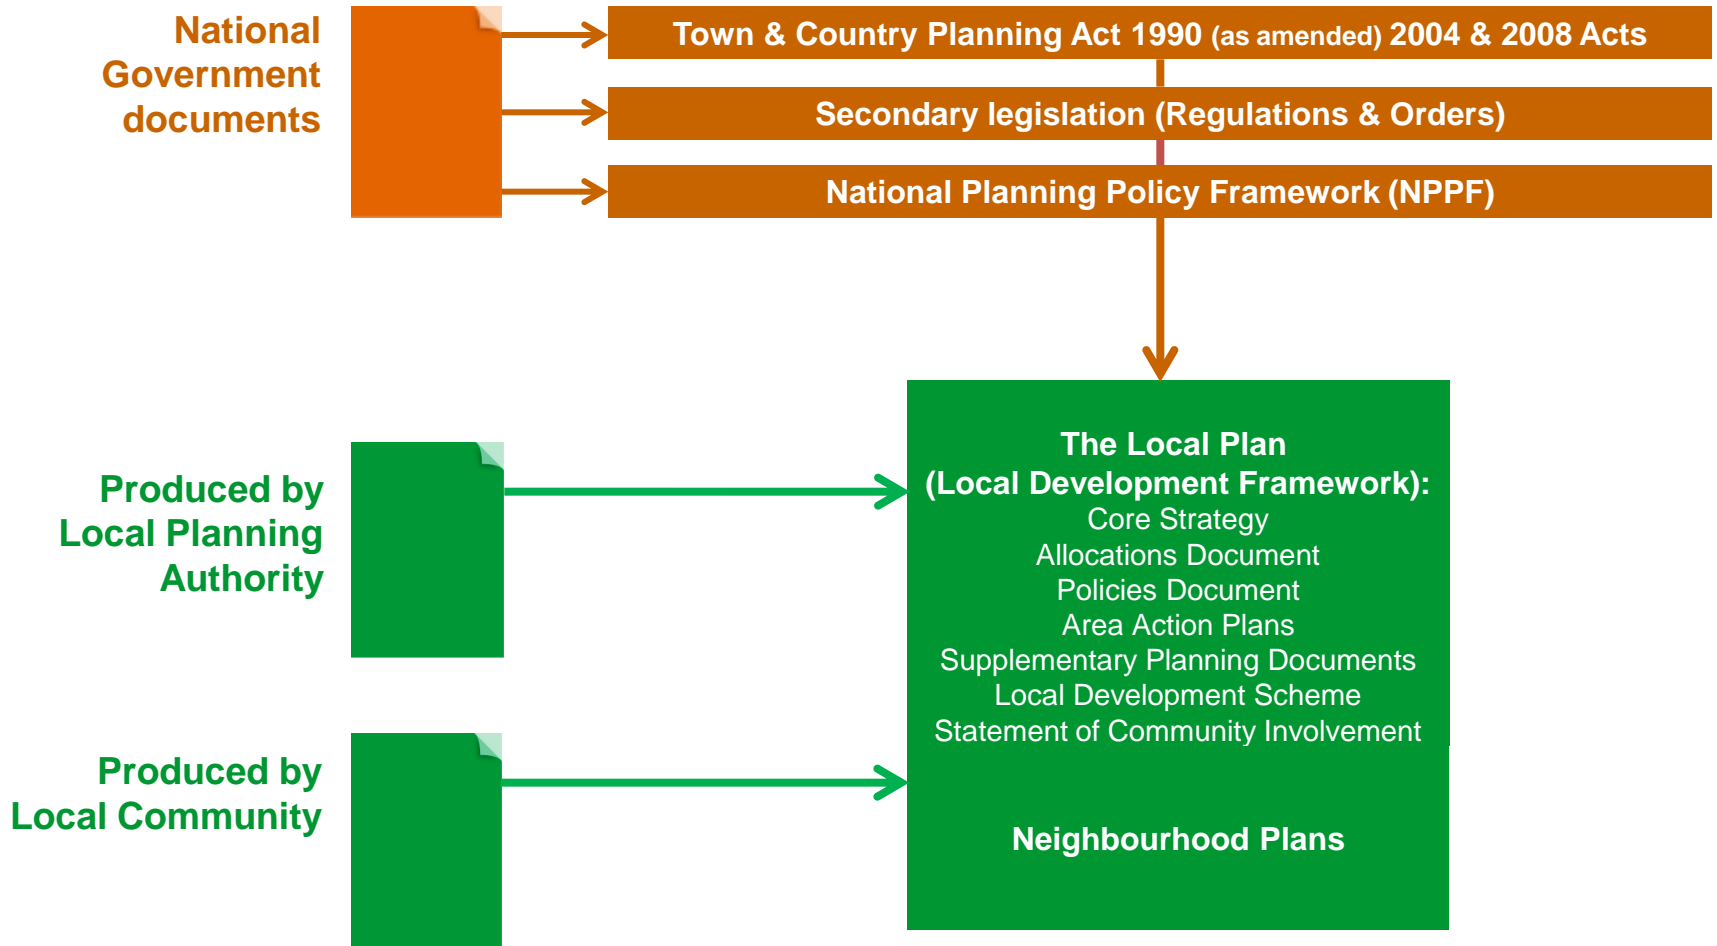 National
Government
documents
Town & Country Planning Act 1990 (as amended) 2004 & 2008 Acts
Secondary legislation (Regulations & Orders)
National Planning Policy Framework (NPPF)
Produced by
Local Planning
Authority
The Local Plan
(Local Development Framework):
Core Strategy
Allocations Document
Policies Document
Area Action Plans
Supplementary Planning Documents
Local Development Scheme
Statement of Community Involvement
Produced by
Local Community
Neighbourhood Plans